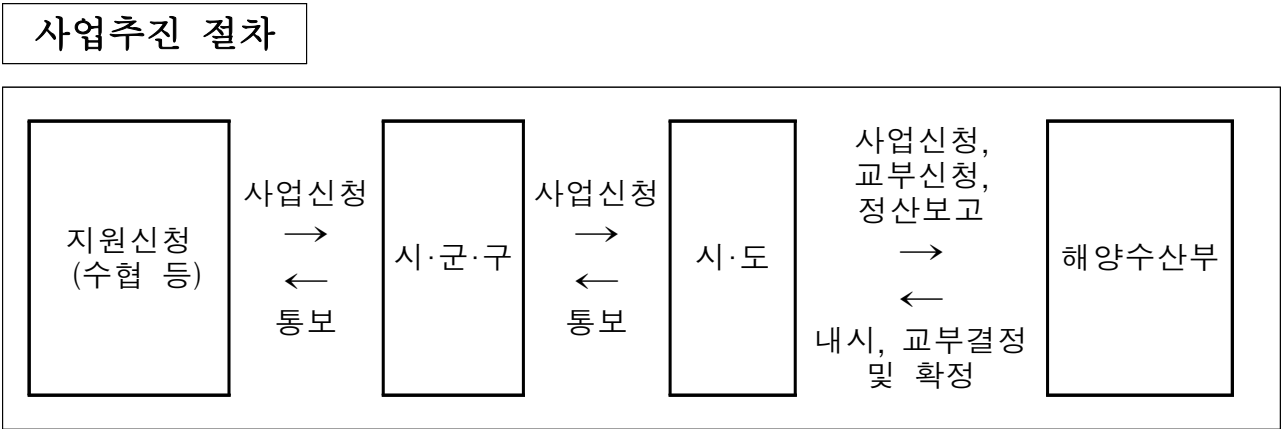 사업추진 절차
지원신청
(수협 등)
사업신청
→
←
통보
시·군·구
사업신청
→
←
통보
시·도
사업신청,
교부신청,
정산보고
→
←
내시, 교부결정
및 확정
해양수산부